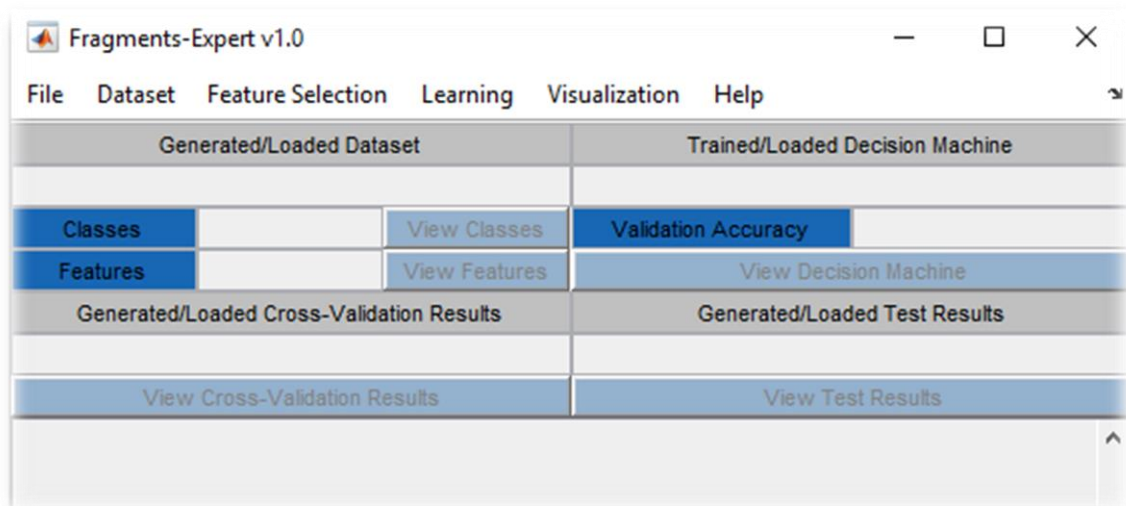 Fragments-Expert v1.0
File Dataset Feature Selection Learning Visualization Help
Generated/Loaded Dataset Trained/Loaded Decision Machine
Classes View Classes Validation Accuracy
Features View Features View Decision Machine
Generated/Loaded Cross-Validation Results Generated/Loaded Test Results
View Cross-Validation Results View Test Results